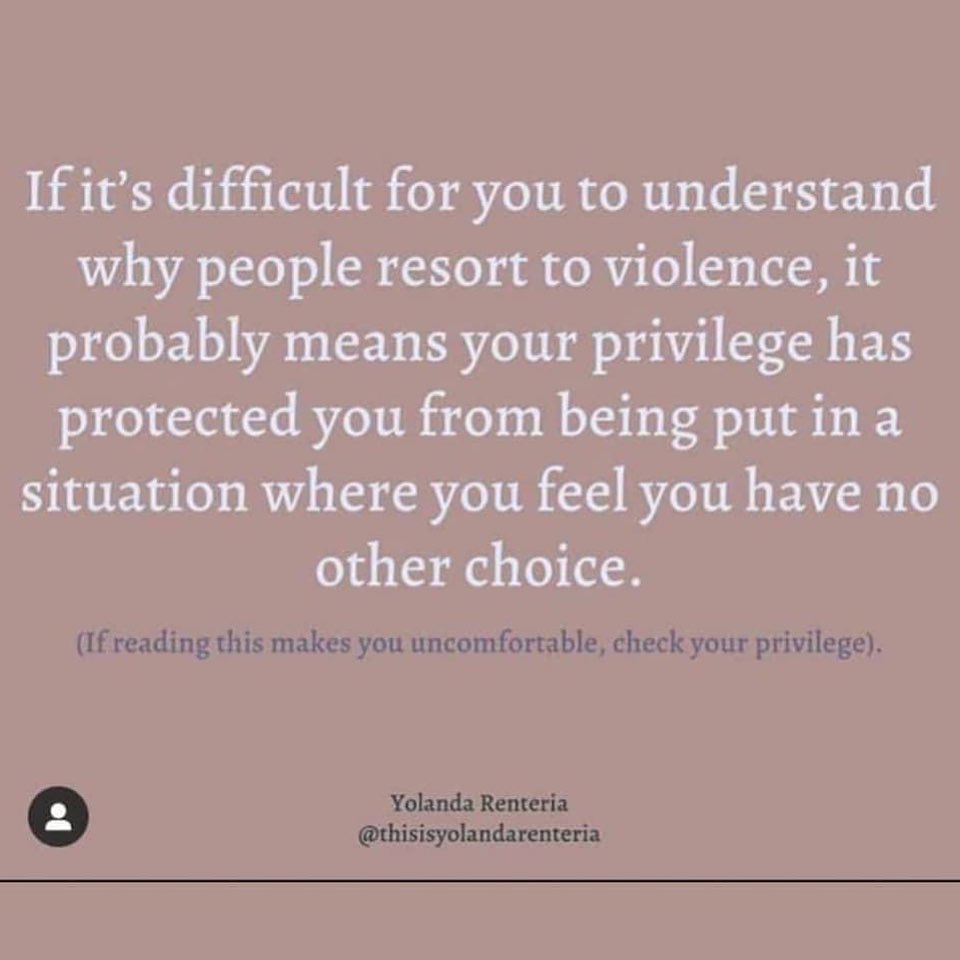 If it’s difficult for you to understand
why people resort to violence, it
probably means your privilege has
protected you from being put in a
situation where you feel you have no
other choice.
(If reading this makes you uncomfortable, check your privilege).
Yolanda Renteria
@thisisyolandarenteria